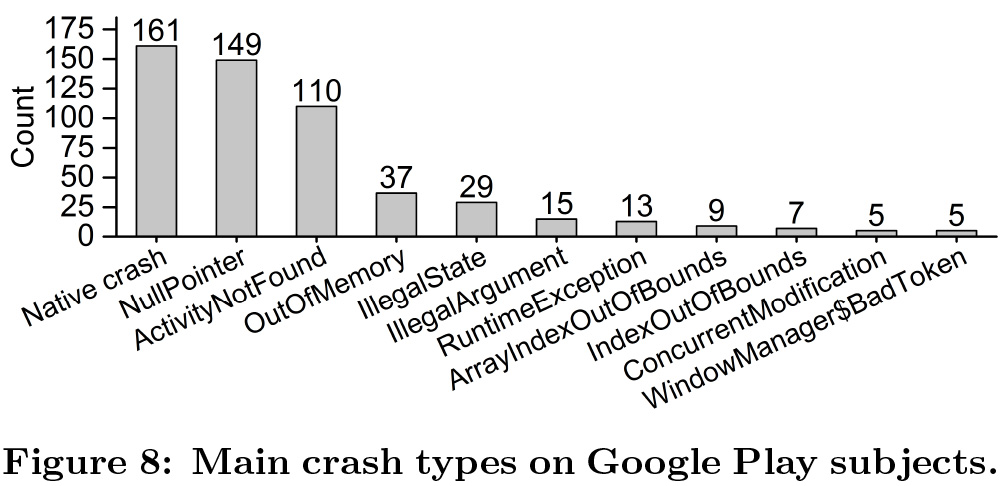 175
150
125
100
75
50
25
0
Count
161
149
110
37
29
15
13
9
7
5
5
Native crash
NullPointer
ActivityNotFound
OutOfMemory
IllegalState
IllegalArgument
RuntimeException
ArrayIndexOutOfBounds
IndexOutOfBounds
ConcurrentModification
WindowManager$BadToken
Figure 8: Main crash types on Google Play subjects.